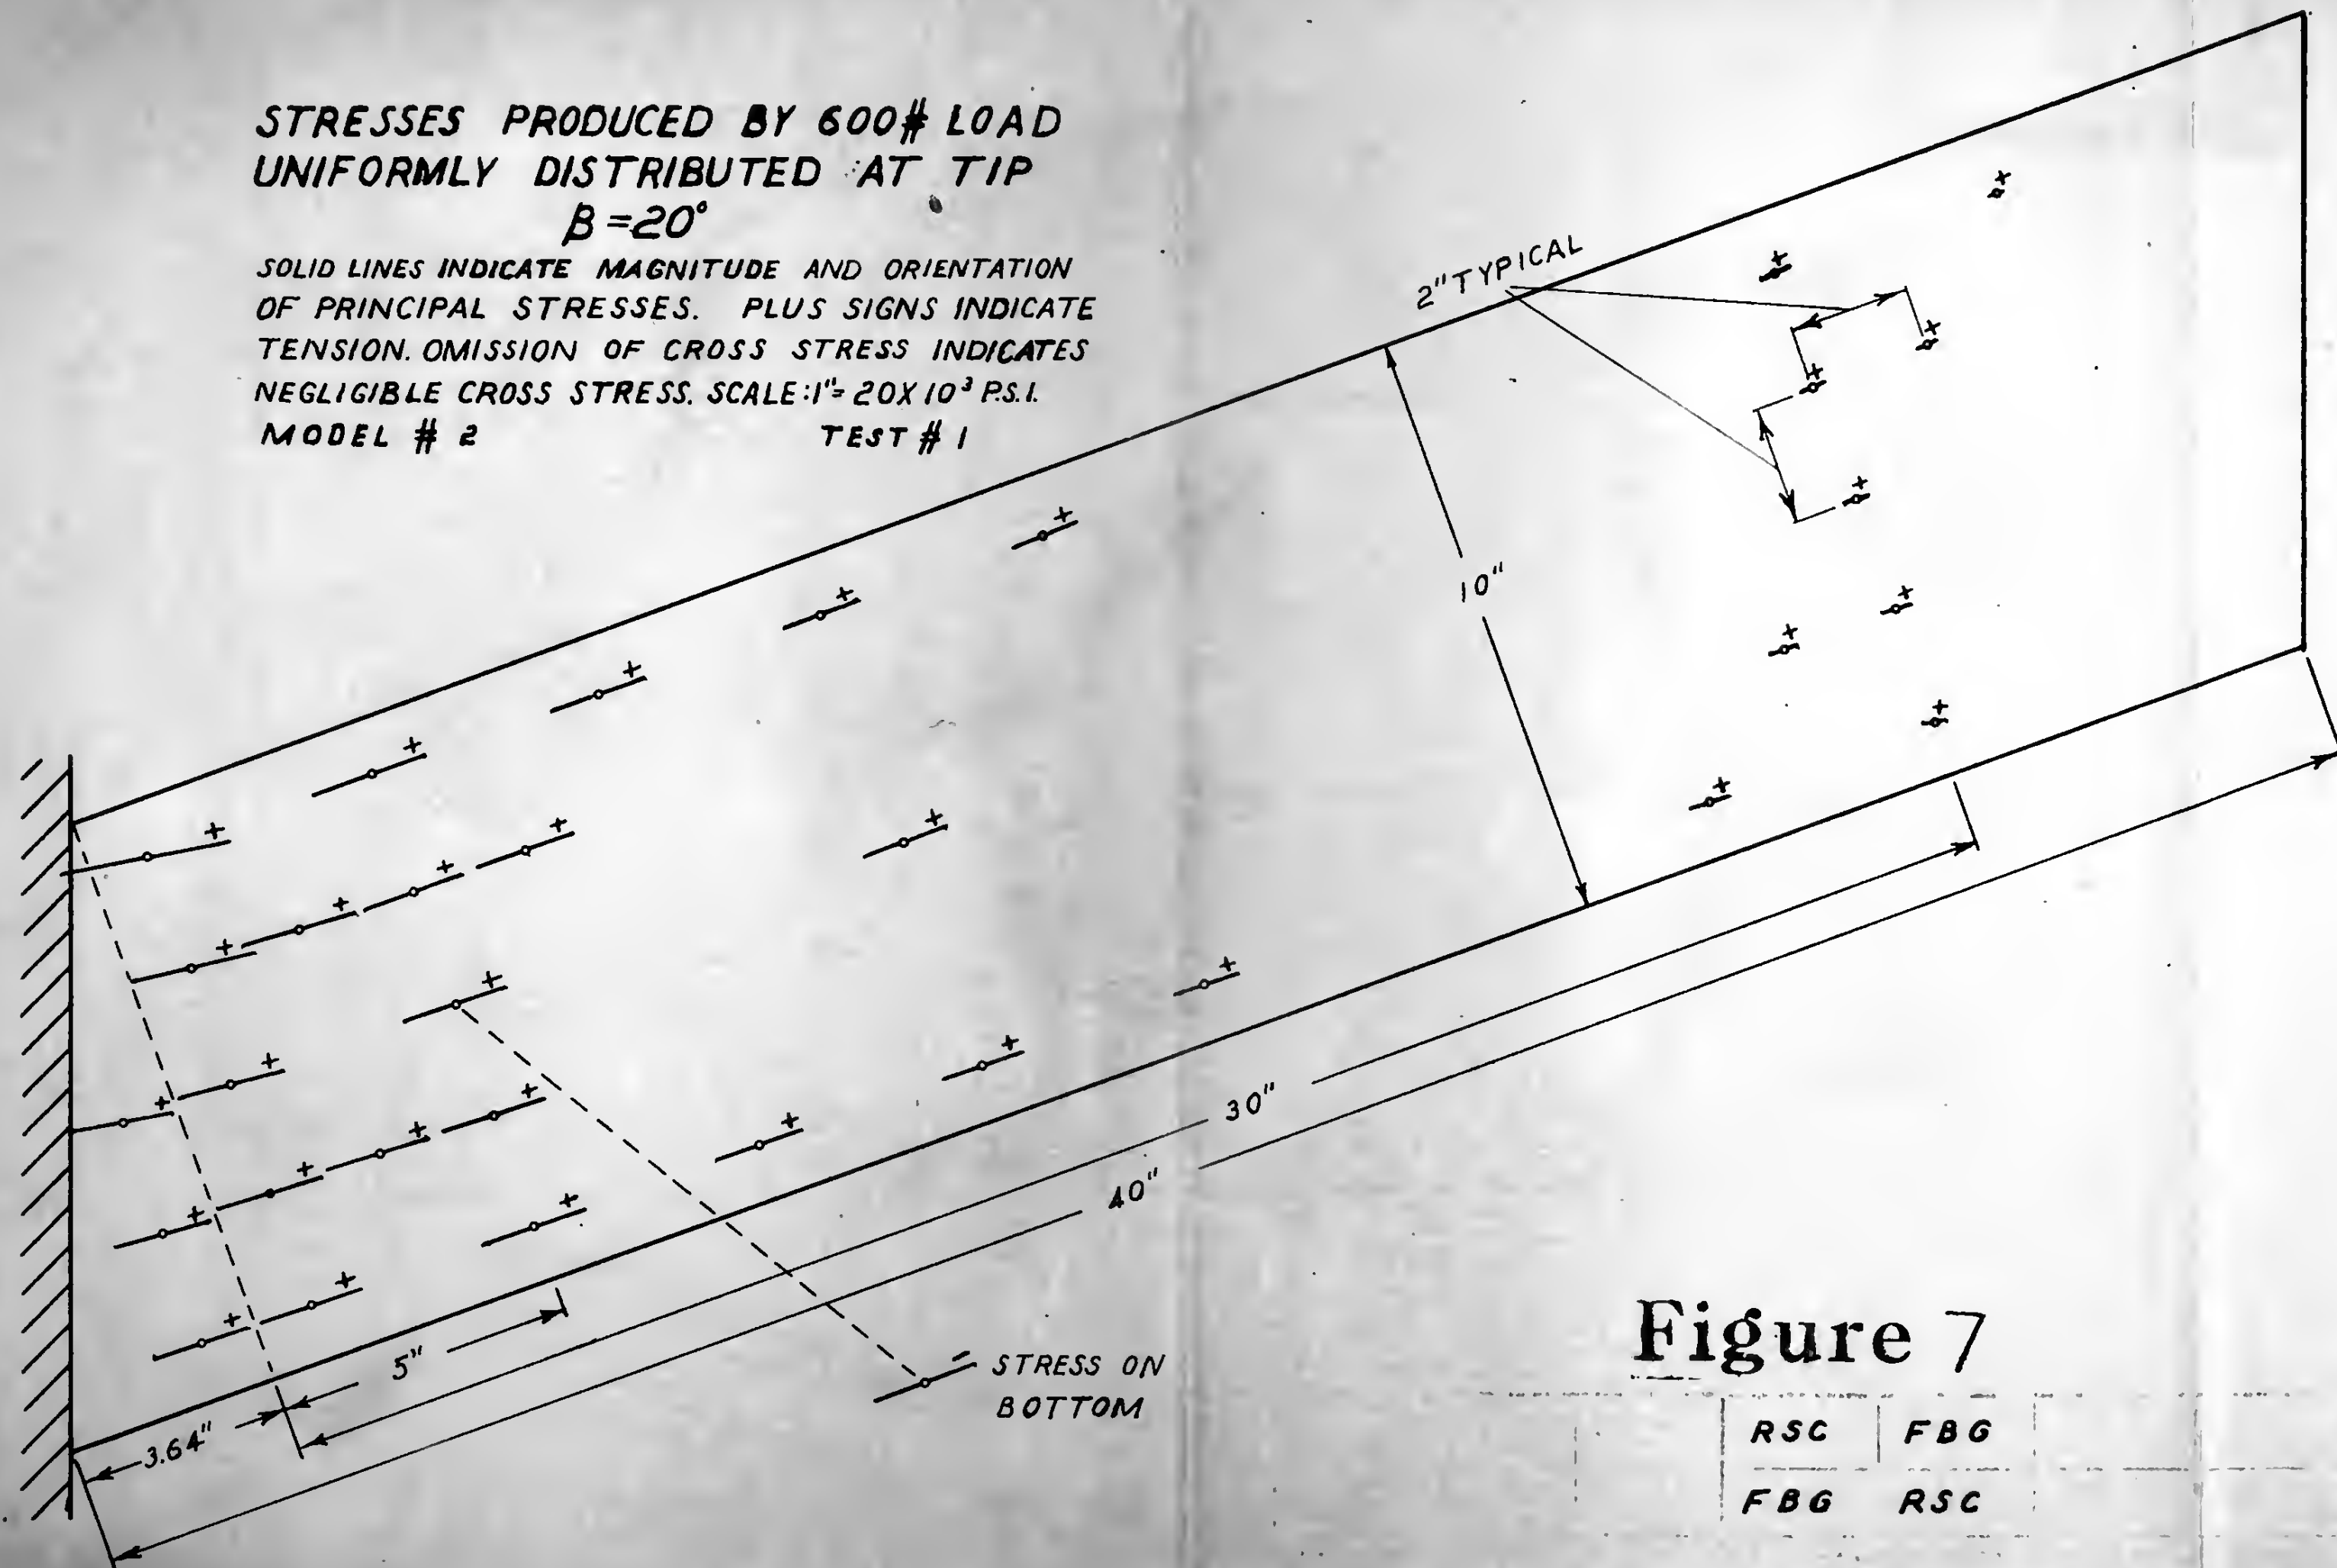 STRESSES PRODUCED BY 600# LOAD
UNIFORMLY DISTRIBUTED AT TIP
β = 20°
SOLID LINES INDICATE MAGNITUDE AND ORIENTATION
OF PRINCIPAL STRESSES. PLUS SIGNS INDICATE
TENSION. OMISSION OF CROSS STRESS INDICATES
NEGLIGIBLE CROSS STRESS. SCALE: 1"= 20 X 10³ P.S.I.
MODEL # 2 TEST # 1
2" TYPICAL
10"
30"
40"
5"
3.64"
STRESS ON
BOTTOM
Figure 7
RSC FBG
FBG RSC